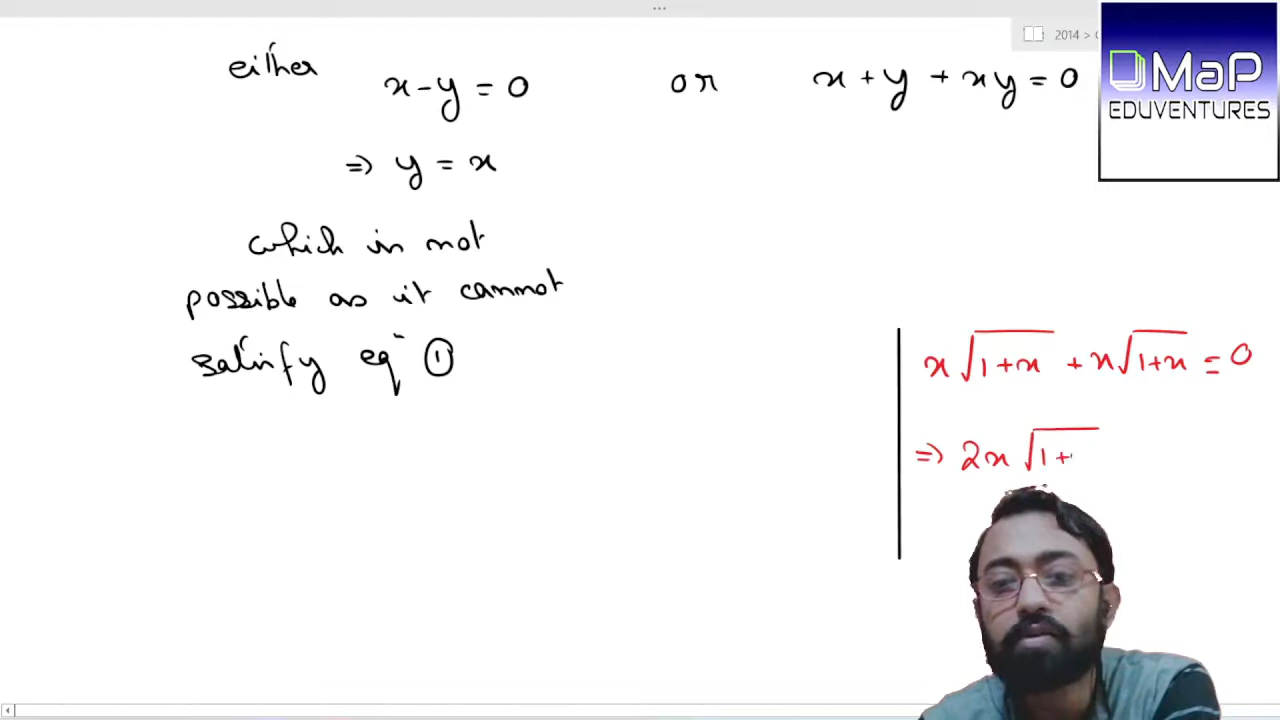 2014 > 
MaP
EDUVENTURES
either x - y = 0 or x + y + xy = 0
⇒ y = x
which in not
possible as it cannot
satisfy eqⁿ ①
x√(1+x) + x√(1+x) = 0
⇒ 2x√(1+